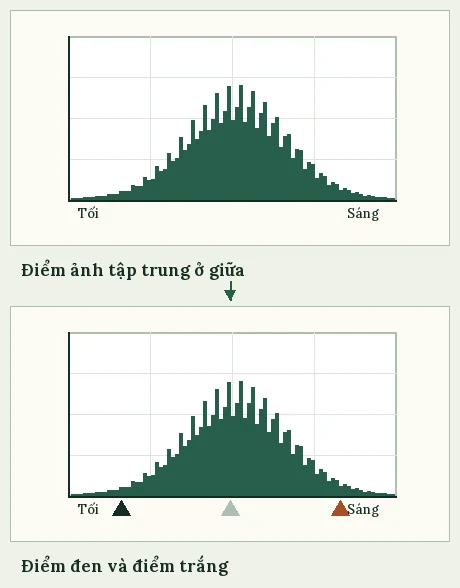 Tối Sáng
Điểm ảnh tập trung ở giữa
Tối Sáng
Điểm đen và điểm trắng